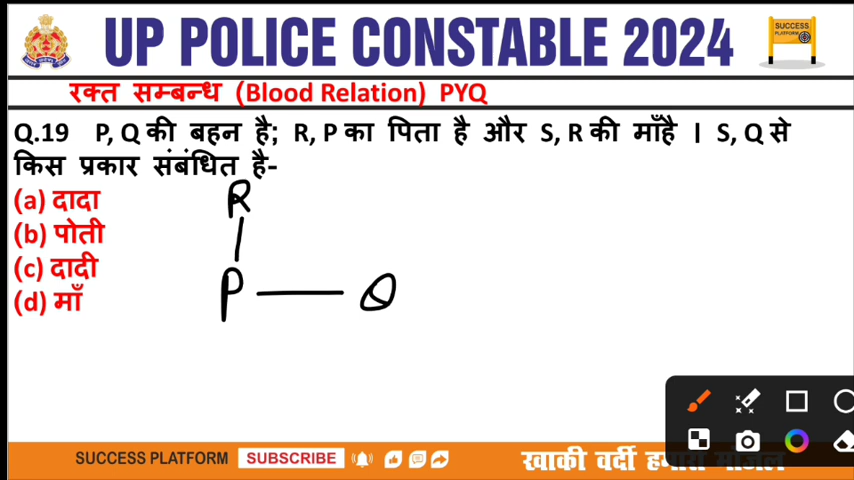 UP POLICE CONSTABLE 2024
SUCCESS
PLATFORM
रक्त सम्बन्ध (Blood Relation) PYQ
Q.19 P, Q की बहन है; R, P का पिता है और S, R की माँहै । S, Q से
किस प्रकार संबंधित है-
(a) दादा
(b) पोती
(c) दादी
(d) माँ
R
P
Q
SUCCESS PLATFORM SUBSCRIBE
खाकी वर्दी हमारी